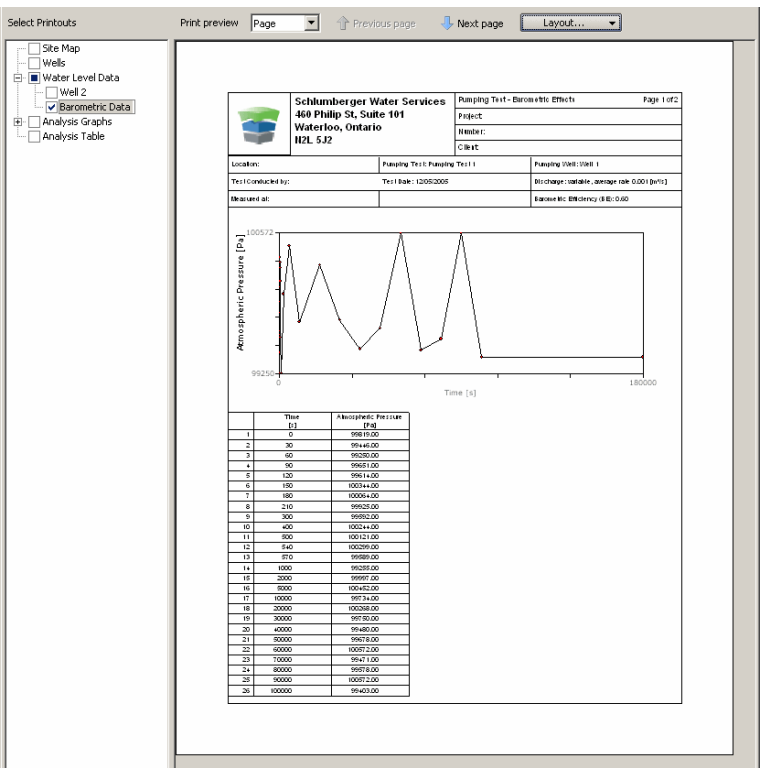 Select Printouts
Print preview Page Previous page Next page Layout...
Site Map
Wells
Water Level Data
Well 2
Barometric Data
Analysis Graphs
Analysis Table
Schlumberger Water Services
460 Philip St, Suite 101
Waterloo, Ontario
N2L 5J2
Pumping Test - Barometric Effects Page 1 of 2
Project:
Number:
Client:
Location: Pumping Test: Pumping Test 1 Pumping Well: Well 1
Test Conducted by: Test Date: 12/05/2005 Discharge: variable, average rate 0.001 [m³/s]
Measured at: Barometric Efficiency (BE): 0.60
100572
Atmospheric Pressure [Pa]
99250
0 180000
Time [s]
Time
[s] Atmospheric Pressure
[Pa]
1 0 99819.00
2 30 99446.00
3 60 99250.00
4 90 99651.00
5 120 99614.00
6 150 100344.00
7 180 100064.00
8 210 99925.00
9 300 99592.00
10 400 100244.00
11 500 100121.00
12 540 100299.00
13 570 99589.00
14 1000 99255.00
15 2000 99997.00
16 5000 100452.00
17 10000 99734.00
18 20000 100268.00
19 30000 99750.00
20 40000 99480.00
21 50000 99678.00
22 60000 100572.00
23 70000 99471.00
24 80000 99578.00
25 90000 100572.00
26 100000 99403.00